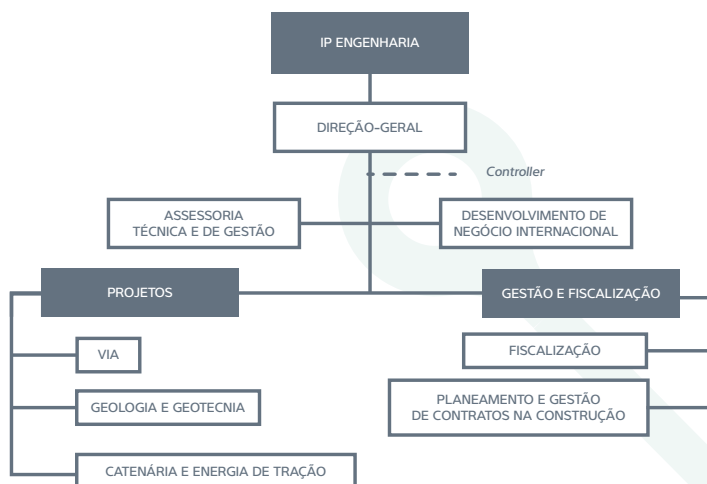 IP ENGENHARIA
DIREÇÃO-GERAL
Controller
ASSESSORIA
TÉCNICA E DE GESTÃO
DESENVOLVIMENTO DE
NEGÓCIO INTERNACIONAL
PROJETOS
GESTÃO E FISCALIZAÇÃO
VIA
FISCALIZAÇÃO
GEOLOGIA E GEOTECNIA
PLANEAMENTO E GESTÃO
DE CONTRATOS NA CONSTRUÇÃO
CATENÁRIA E ENERGIA DE TRAÇÃO